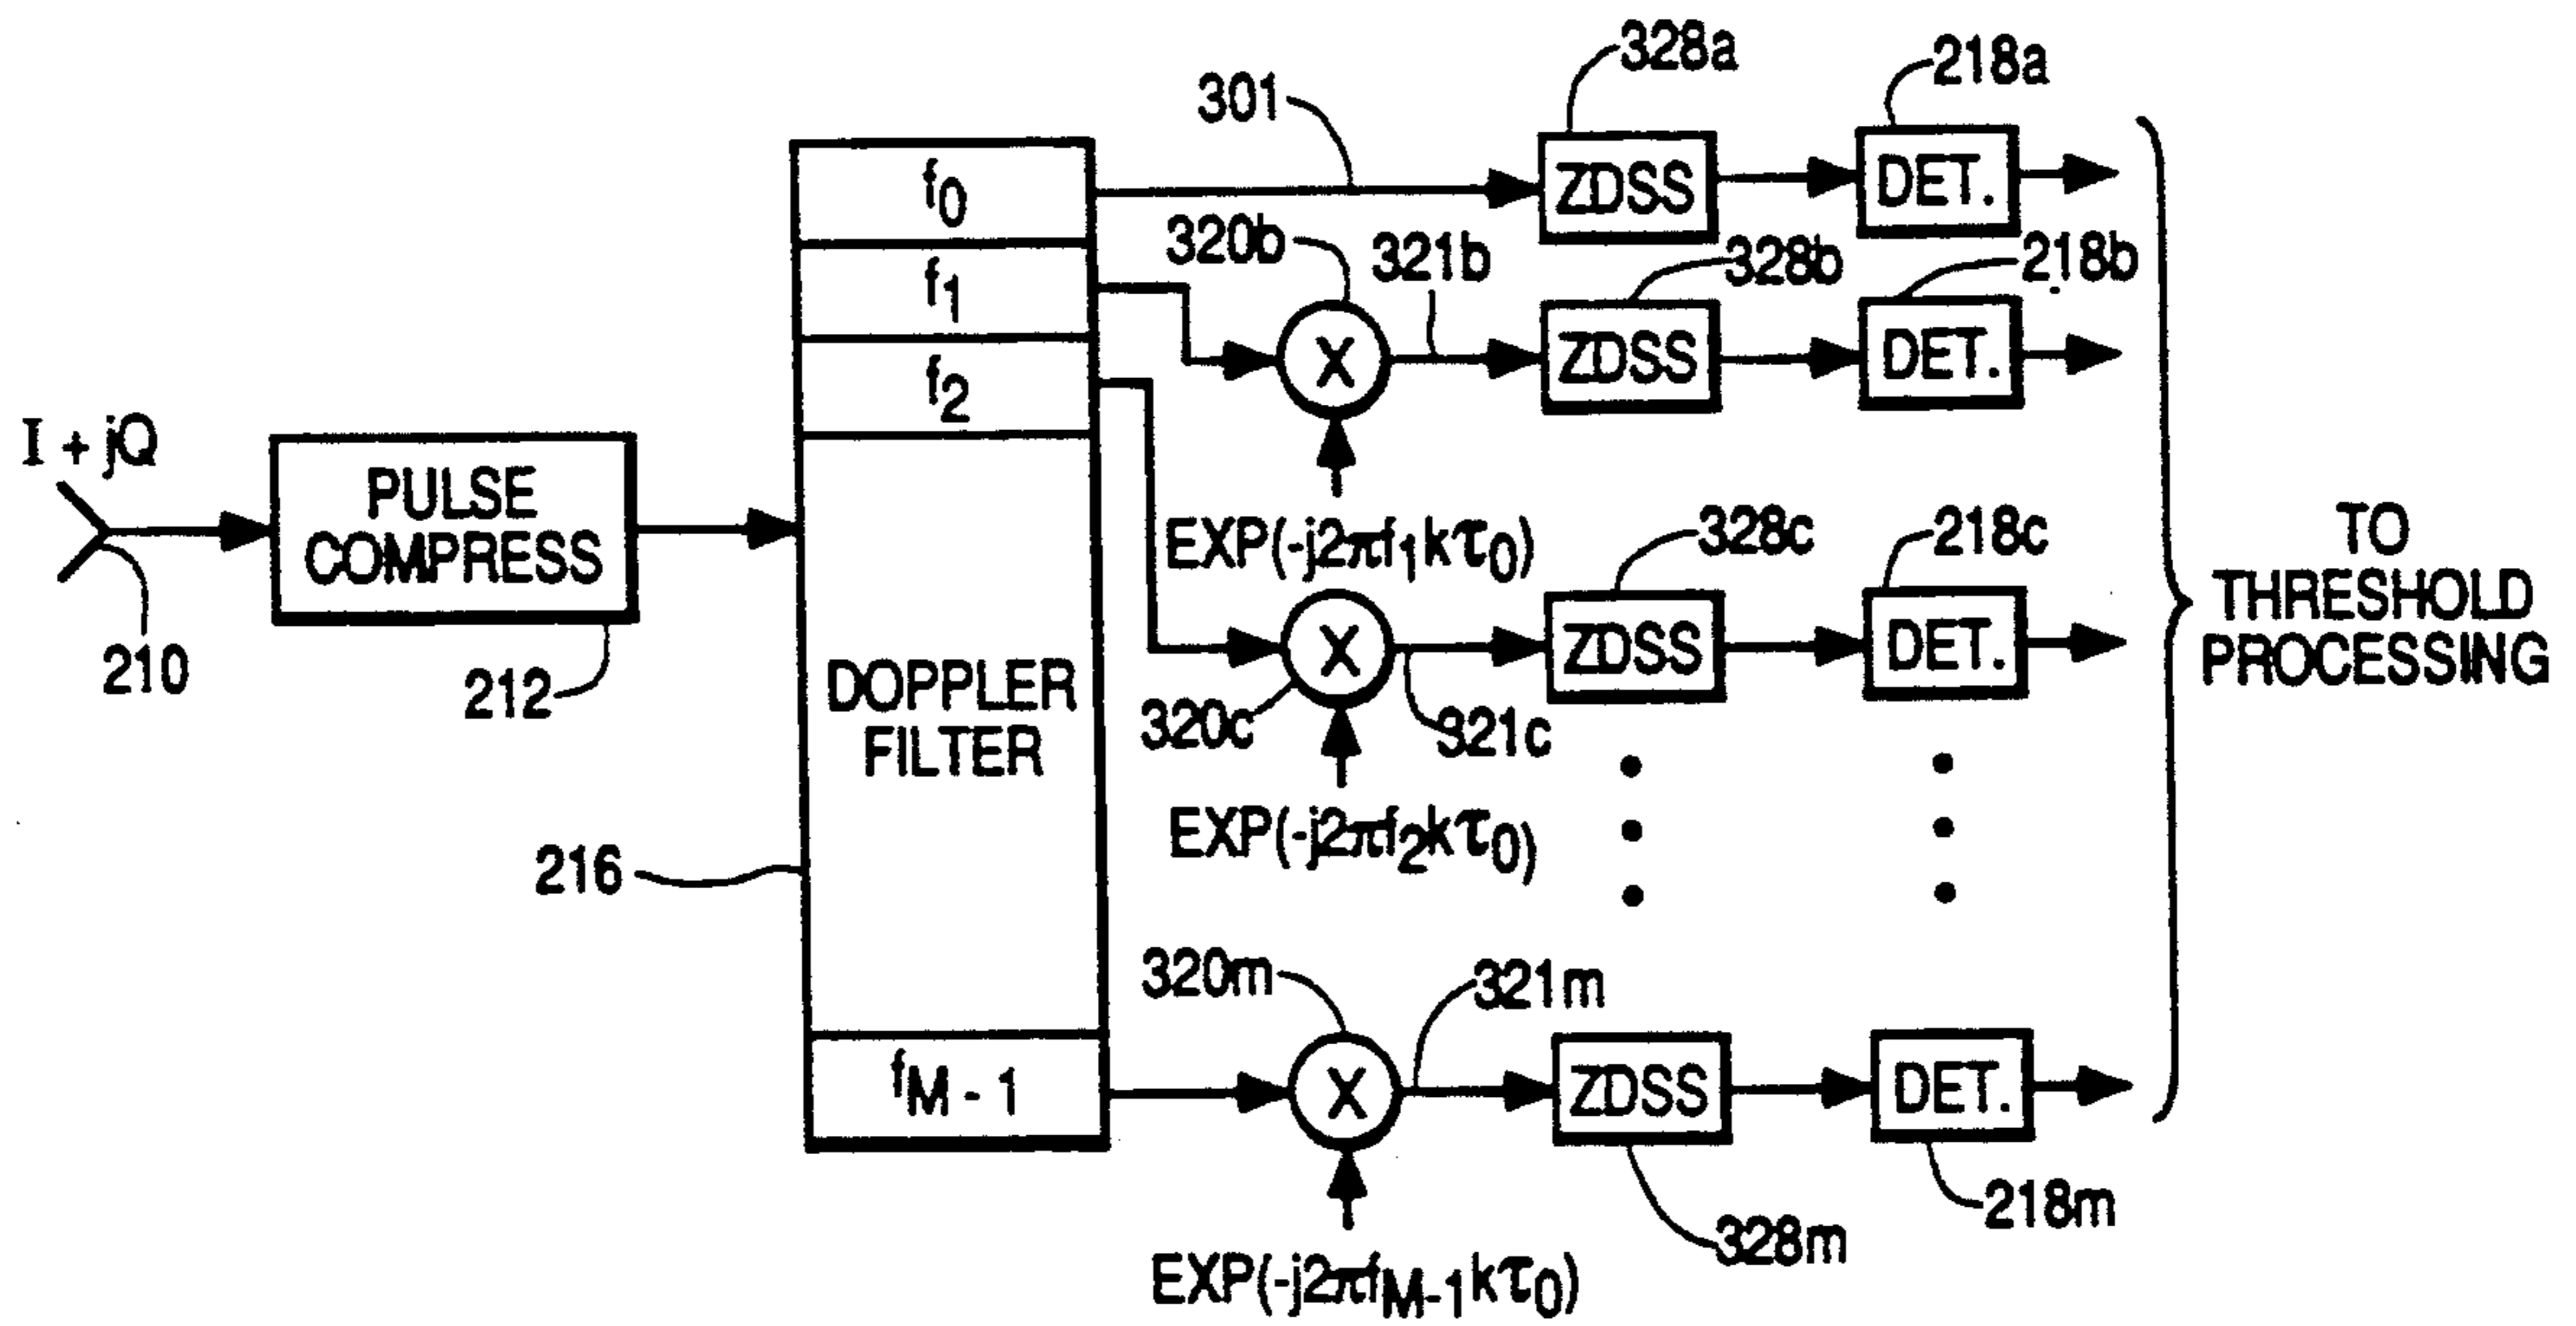 328a
218a
301
f0
ZDSS
DET.
320b
321b
328b
218b
f1
X
ZDSS
DET.
f2
I + jQ
PULSE
COMPRESS
210
212
EXP(-j2πf1kτ0)
328c
218c
TO
THRESHOLD
PROCESSING
X
ZDSS
DET.
DOPPLER
FILTER
320c
321c
EXP(-j2πf2kτ0)
216
320m
321m
fM-1
X
ZDSS
DET.
328m
218m
EXP(-j2πfM-1kτ0)